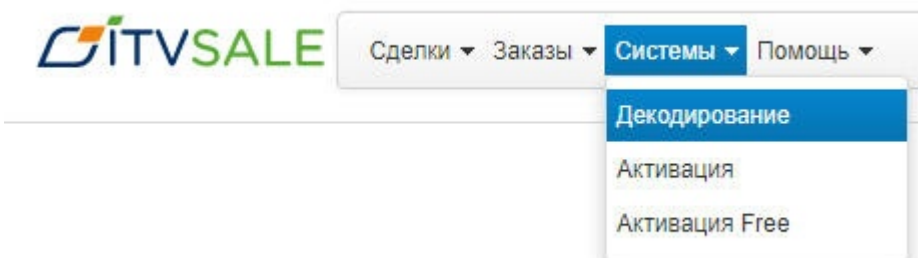 ITVSALE Сделки Заказы Системы Помощь
Декодирование
Активация
Активация Free